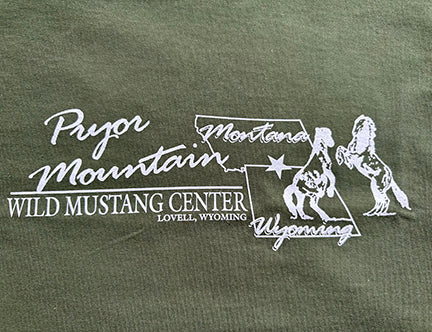 Pryor
Mountain
WILD MUSTANG CENTER
LOVELL, WYOMING
Montana
Wyoming